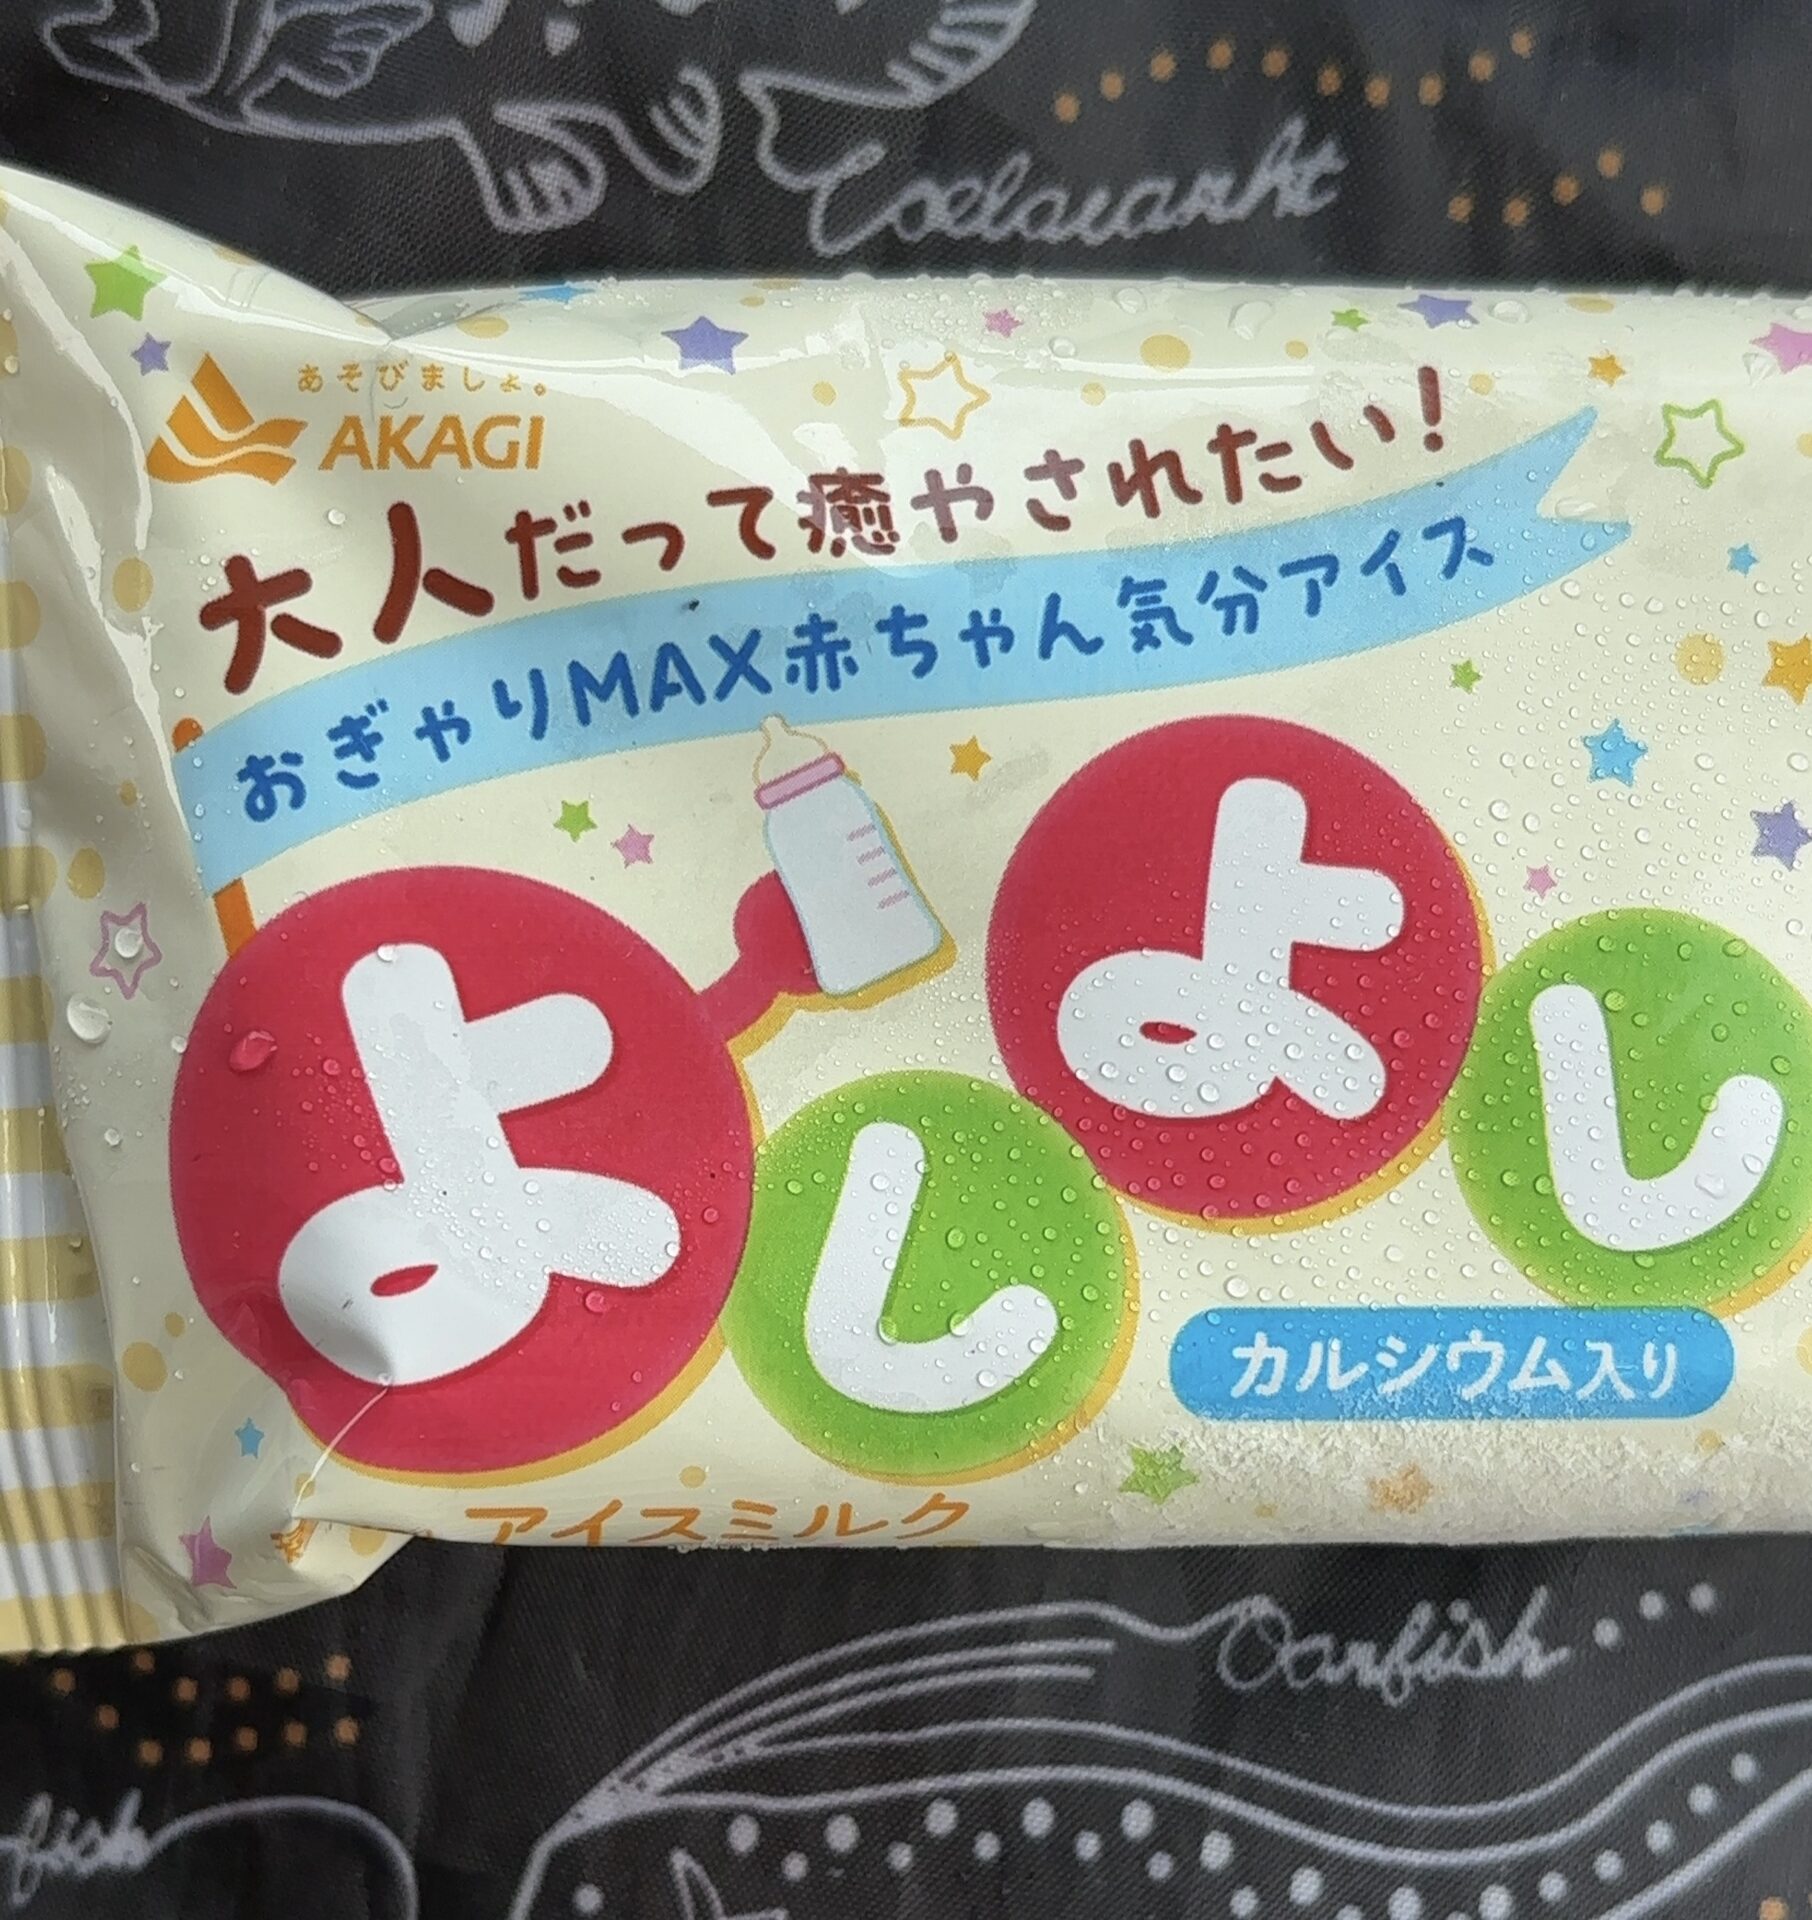 Coelacanth
あそびましょ。
AKAGI
大人だって癒やされたい!
おぎゃりMAX赤ちゃん気分アイス
よしよし
カルシウム入り
アイスミルク
Oarfish
fish